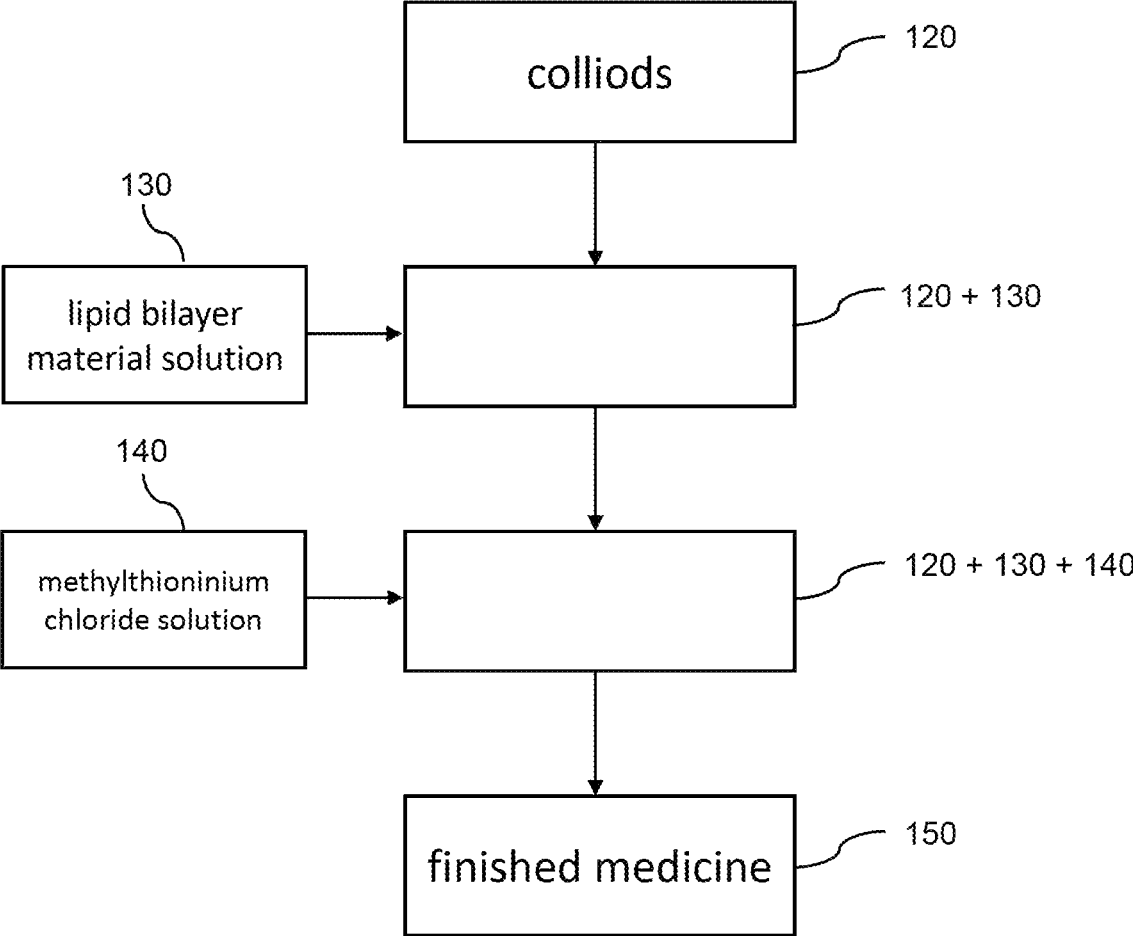 colliods
120
130
lipid bilayer
material solution
120 + 130
140
methylthioninium
chloride solution
120 + 130 + 140
finished medicine
150